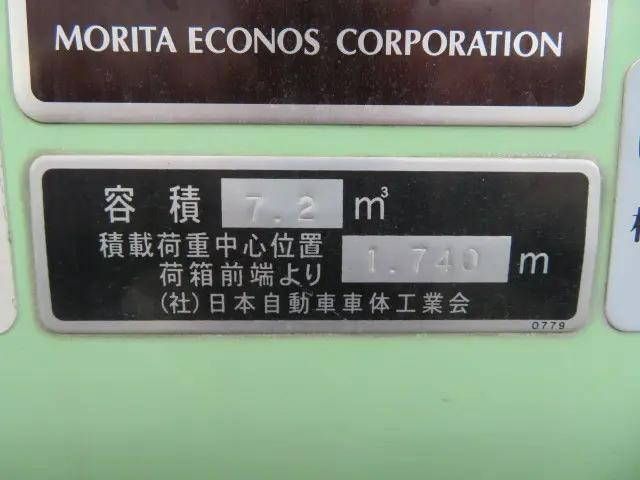 MORITA ECONOS CORPORATION
容積 7.2 m³
積載荷重中心位置
荷箱前端より 1.740 m
(社)日本自動車車体工業会
0779